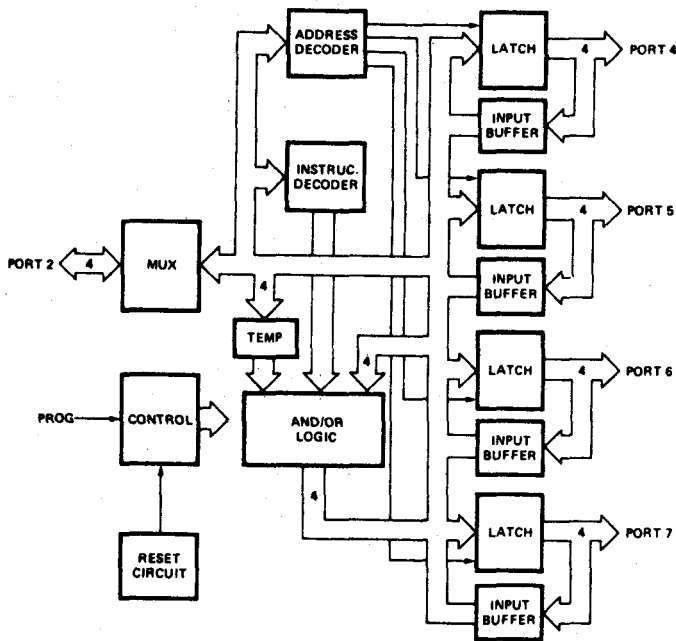 ADDRESS
DECODER
LATCH
4
PORT 4
INPUT
BUFFER
INSTRUC.
DECODER
LATCH
4
PORT 5
PORT 2
4
MUX
INPUT
BUFFER
4
TEMP
4
LATCH
4
PORT 6
PROG
CONTROL
AND/OR
LOGIC
INPUT
BUFFER
4
LATCH
4
PORT 7
RESET
CIRCUIT
INPUT
BUFFER